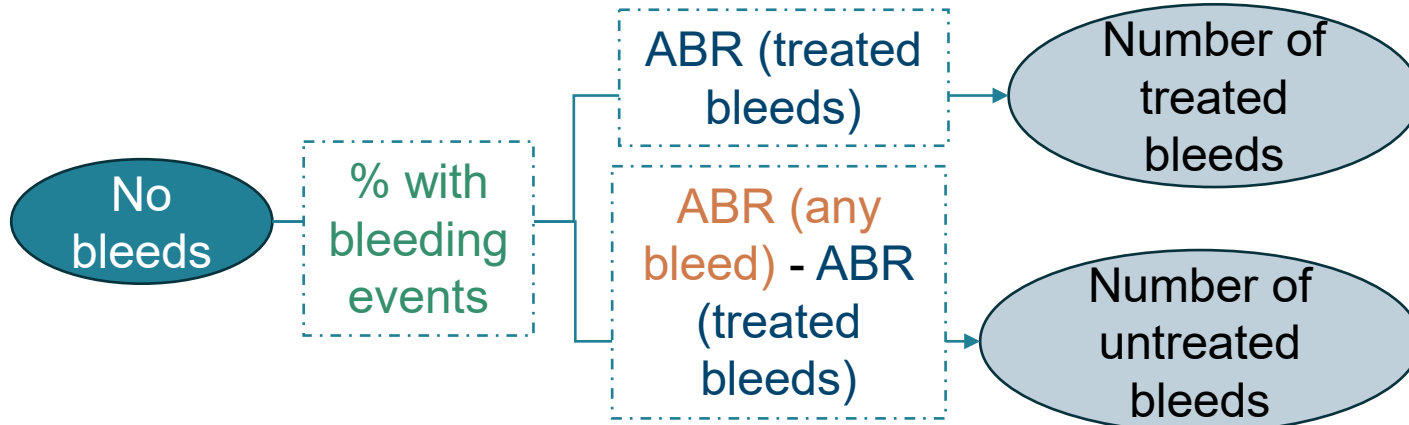 No
bleeds
% with
bleeding
events
ABR (treated
bleeds)
ABR (any
bleed) - ABR
(treated
bleeds)
Number of
treated
bleeds
Number of
untreated
bleeds